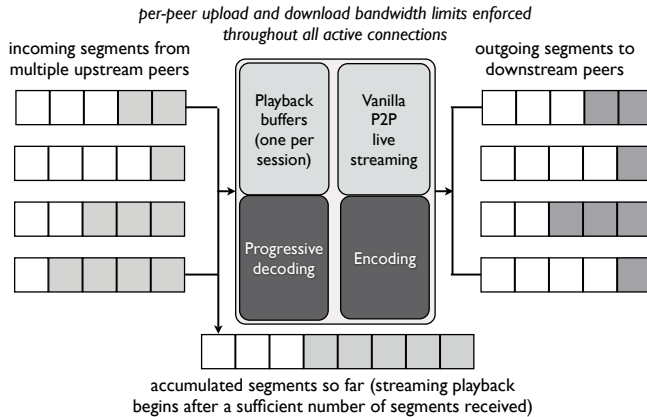 per-peer upload and download bandwidth limits enforced
throughout all active connections
incoming segments from
multiple upstream peers
outgoing segments to
downstream peers
Playback
buffers
(one per
session)
Vanilla
P2P
live
streaming
Progressive
decoding
Encoding
accumulated segments so far (streaming playback
begins after a sufficient number of segments received)